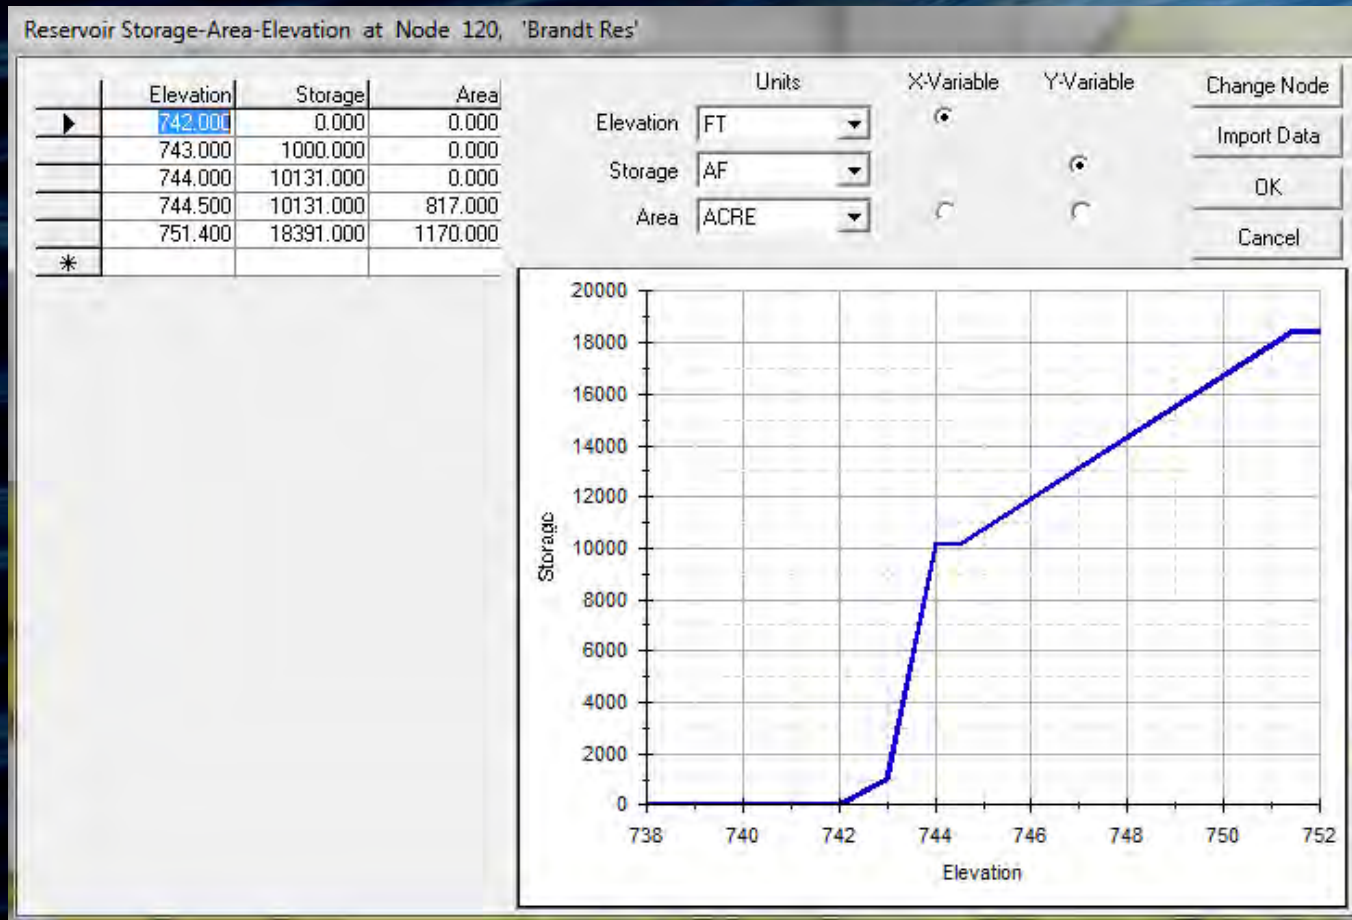 Reservoir Storage-Area-Elevation at Node 120, 'Brandt Res'
Elevation Storage Area
742.000 0.000 0.000
743.000 1000.000 0.000
744.000 10131.000 0.000
744.500 10131.000 817.000
751.400 18391.000 1170.000
*
Units X-Variable Y-Variable
Elevation FT
Storage AF
Area ACRE
Change Node
Import Data
OK
Cancel
20000
18000
16000
14000
12000
10000
8000
6000
4000
2000
0
Storage
738 740 742 744 746 748 750 752
Elevation